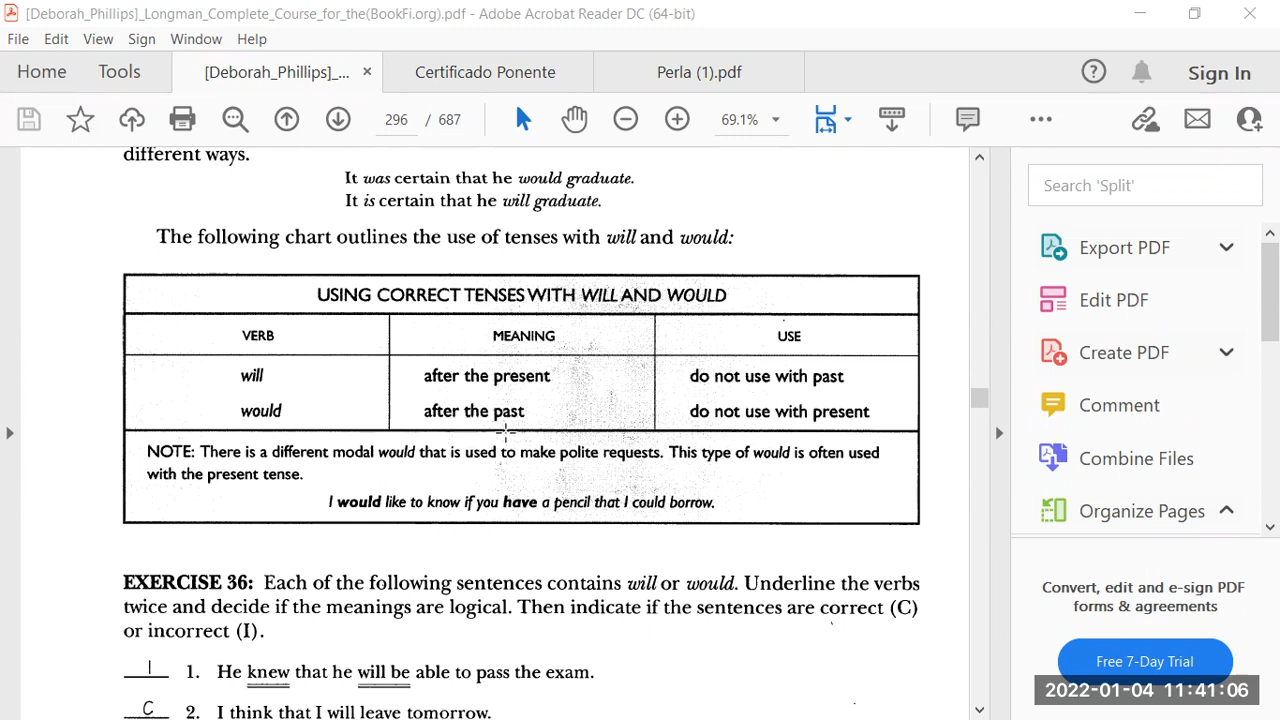 [Deborah_Phillips]_Longman_Complete_Course_for_the(BookFi.org).pdf - Adobe Acrobat Reader DC (64-bit)
File Edit View Sign Window Help
Home Tools [Deborah_Phillips]_... × Certificado Ponente Perla (1).pdf ? Sign In
296 / 687 69.1%
different ways.
It was certain that he would graduate.
It is certain that he will graduate.
The following chart outlines the use of tenses with will and would:
USING CORRECT TENSES WITH WILL AND WOULD
VERB MEANING USE
will after the present do not use with past
would after the past do not use with present
NOTE: There is a different modal would that is used to make polite requests. This type of would is often used
with the present tense.
I would like to know if you have a pencil that I could borrow.
EXERCISE 36: Each of the following sentences contains will or would. Underline the verbs
twice and decide if the meanings are logical. Then indicate if the sentences are correct (C)
or incorrect (I).
I 1. He knew that he will be able to pass the exam.
C 2. I think that I will leave tomorrow.
Search 'Split'
Export PDF
Edit PDF
Create PDF
Comment
Combine Files
Organize Pages
Convert, edit and e-sign PDF
forms & agreements
Free 7-Day Trial
2022-01-04 11:41:06